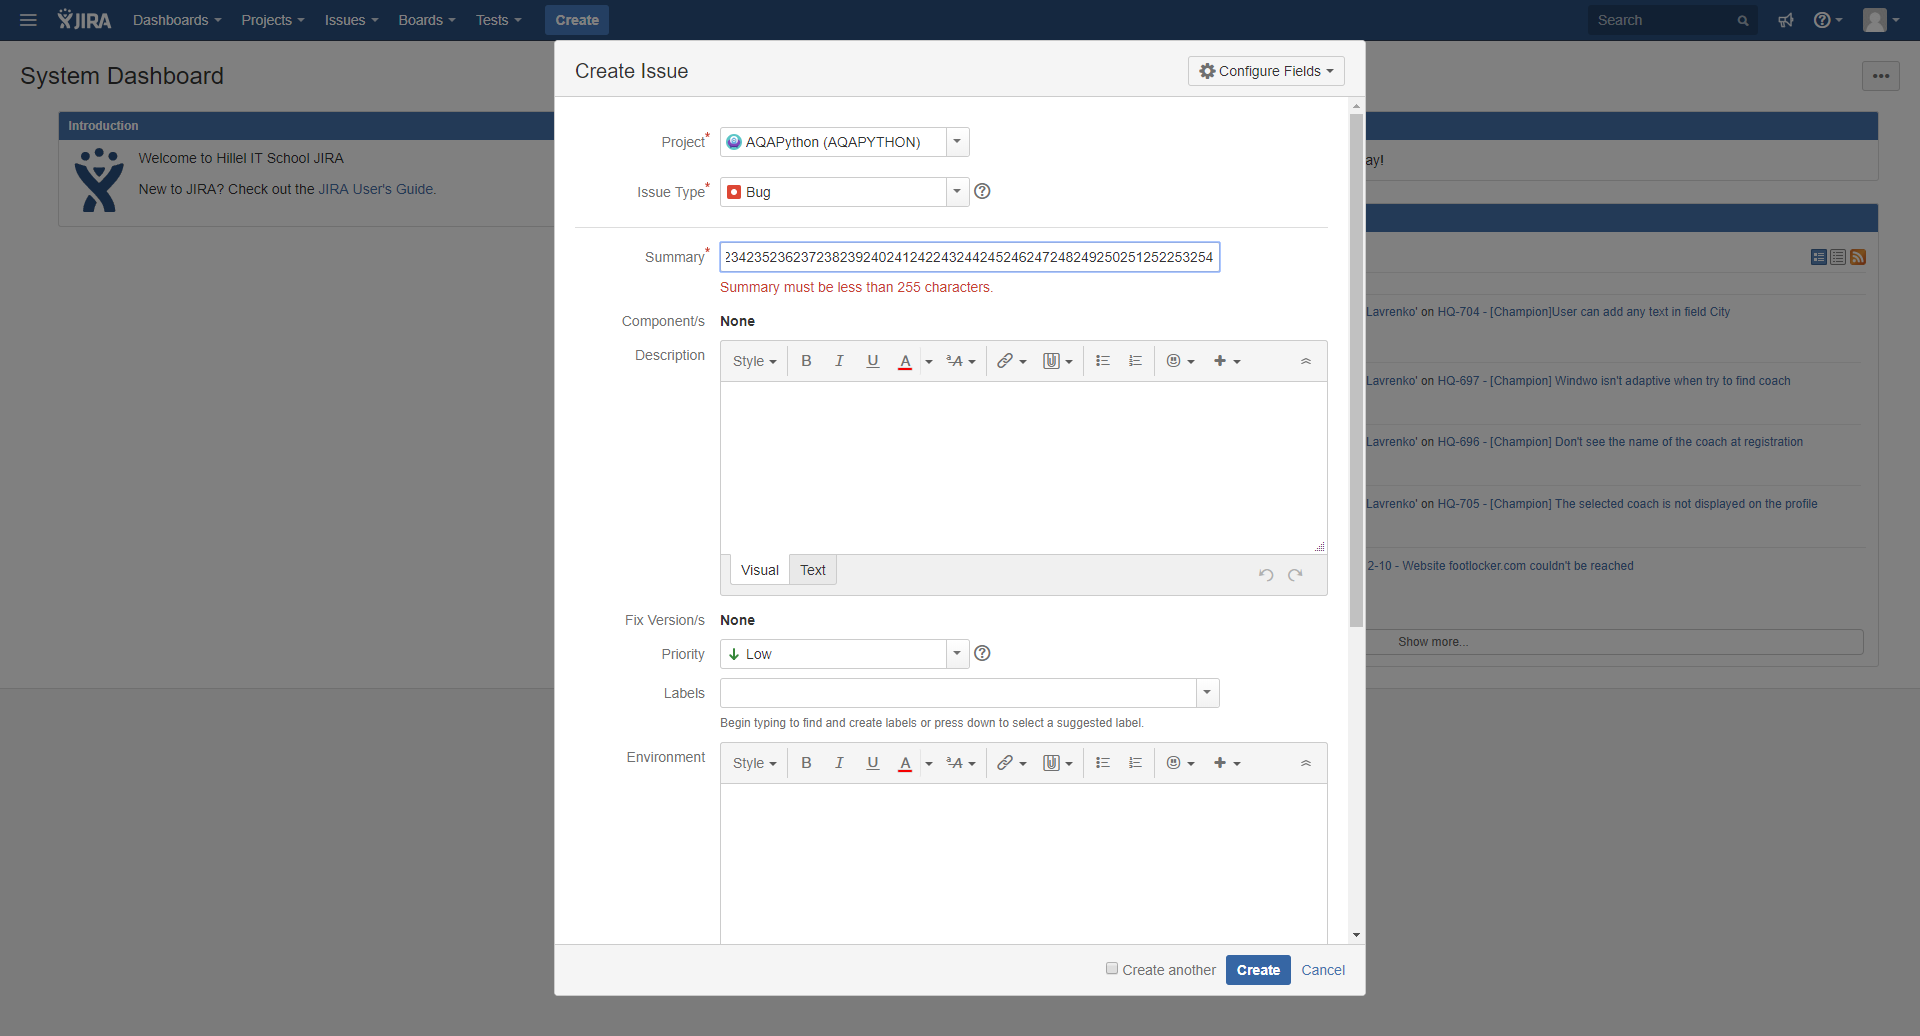 JIRA Dashboards Projects Issues Boards Tests Create Search
System Dashboard
Introduction
Welcome to Hillel IT School JIRA
New to JIRA? Check out the JIRA User's Guide.
Create Issue Configure Fields
Project* AQAPython (AQAPYTHON)
Issue Type* Bug
Summary* 23423523623723823924024124224324424524624724824925025125225325​4
Summary must be less than 255 characters.
Component/s None
Description Style B I U A ªA
Visual Text
Fix Version/s None
Priority Low
Labels
Begin typing to find and create labels or press down to select a suggested label.
Environment Style B I U A ªA
Create another Create Cancel
ay!
Lavrenko' on HQ-704 - [Champion]User can add any text in field City
Lavrenko' on HQ-697 - [Champion] Windwo isn't adaptive when try to find coach
Lavrenko' on HQ-696 - [Champion] Don't see the name of the coach at registration
Lavrenko' on HQ-705 - [Champion] The selected coach is not displayed on the profile
2-10 - Website footlocker.com couldn't be reached
Show more...